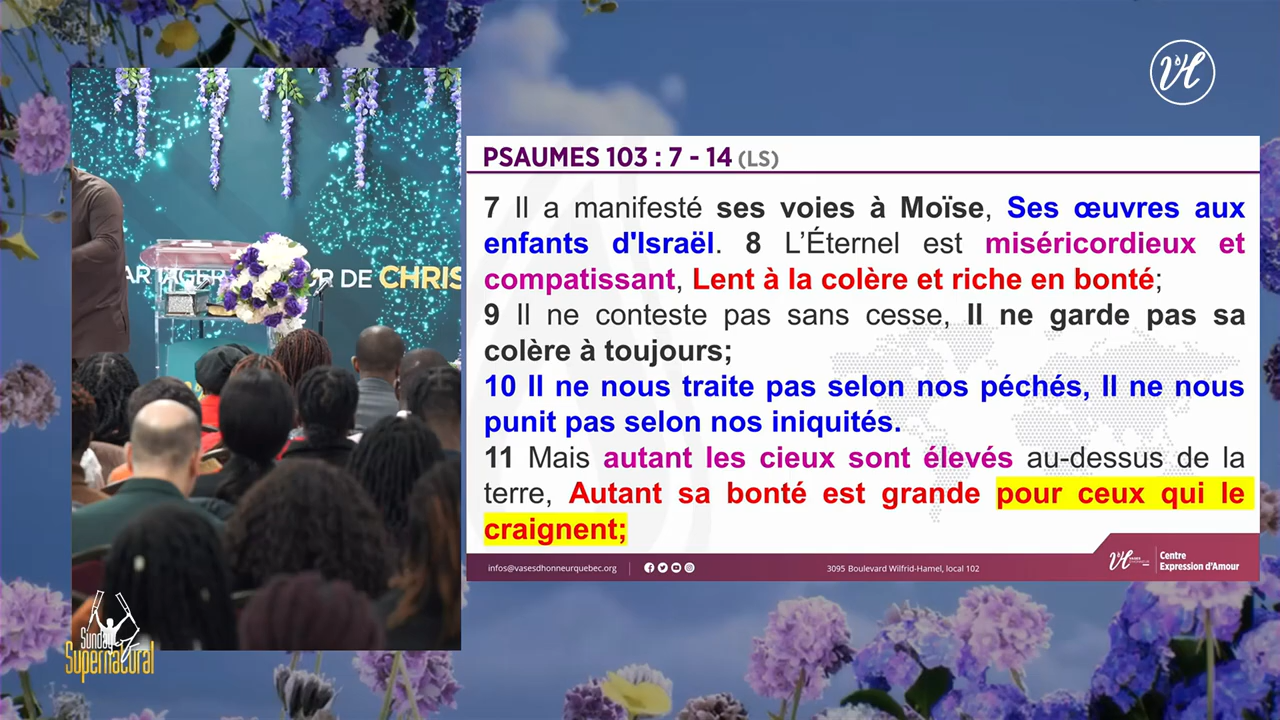 VH
PSAUMES 103 : 7 - 14 (LS)
7 Il a manifesté ses voies à Moïse, Ses œuvres aux
enfants d'Israël. 8 L’Éternel est miséricordieux et
compatissant, Lent à la colère et riche en bonté;
9 Il ne conteste pas sans cesse, Il ne garde pas sa
colère à toujours;
10 Il ne nous traite pas selon nos péchés, Il ne nous
punit pas selon nos iniquités.
11 Mais autant les cieux sont élevés au-dessus de la
terre, Autant sa bonté est grande pour ceux qui le
craignent;
DE CHRIS
infos@vasesdhonneurquebec.org
3095 Boulevard Wilfrid-Hamel, local 102
VH
Centre
Expression d’Amour
Sunday
Supernatural